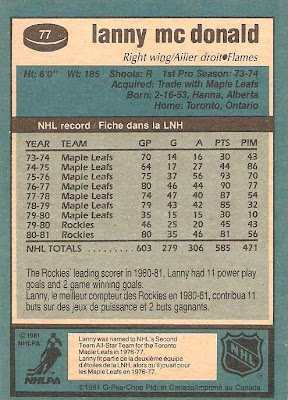 77
lanny mc donald
Right wing/Ailier droit•Flames
Ht: 6'0" Wt: 185 Shoots: R 1st Pro Season: 73-74
Acquired: Trade with Maple Leafs
Born: 2-16-53, Hanna, Alberta
Home: Toronto, Ontario
NHL record / Fiche dans la LNH
YEAR TEAM GP G A PTS PIM
73-74 Maple Leafs 70 14 16 30 43
74-75 Maple Leafs 64 17 27 44 86
75-76 Maple Leafs 75 37 56 93 70
76-77 Maple Leafs 80 46 44 90 77
77-78 Maple Leafs 74 47 40 87 54
78-79 Maple Leafs 79 43 42 85 32
79-80 Maple Leafs 35 15 15 30 10
79-80 Rockies 46 25 20 45 43
80-81 Rockies 80 35 46 81 56
NHL TOTALS 603 279 306 585 471
The Rockies' leading scorer in 1980-81, Lanny had 11 power play
goals and 2 game winning goals.
Lanny, le meilleur compteur des Rockies en 1980-81, contribua 11
buts sur des jeux de puissance et 2 buts gagnants.
©1981
NHLPA
NHLPA
Lanny was named to NHL's Second
Team All-Star Team for the Toronto
Maple Leafs in 1976-77.
Lanny fit partie de la deuxième équipe
d'étoiles de la LNH, alors qu'il jouait pour
les Maple Leafs en 1976-77.
NHL
©1981 O-Pee-Chee Ptd. in Canada/Imprimé au Canada